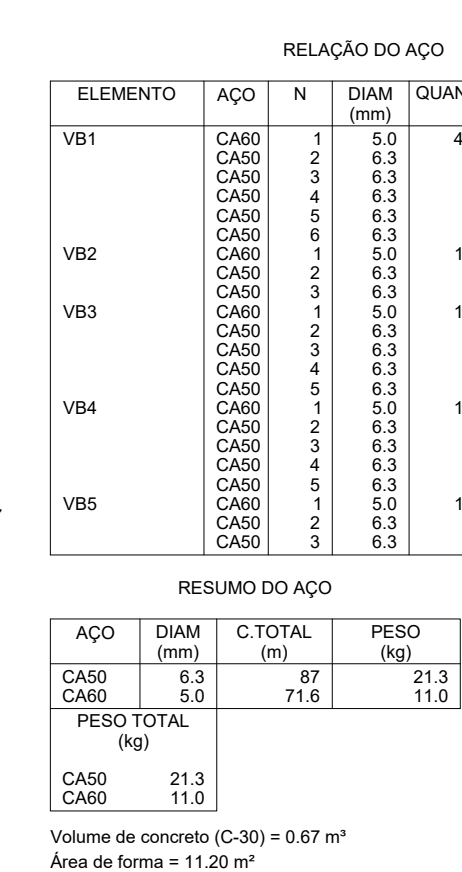 RELAÇÃO DO AÇO
ELEMENTO AÇO N DIAM QUAN
(mm)
VB1 CA60 1 5.0 4
CA50 2 6.3
CA50 3 6.3
CA50 4 6.3
CA50 5 6.3
CA50 6 6.3
VB2 CA60 1 5.0 1
CA50 2 6.3
CA50 3 6.3
VB3 CA60 1 5.0 1
CA50 2 6.3
CA50 3 6.3
CA50 4 6.3
CA50 5 6.3
VB4 CA60 1 5.0 1
CA50 2 6.3
CA50 3 6.3
CA50 4 6.3
CA50 5 6.3
VB5 CA60 1 5.0 1
CA50 2 6.3
CA50 3 6.3
RESUMO DO AÇO
AÇO DIAM C.TOTAL PESO
(mm) (m) (kg)
CA50 6.3 87 21.3
CA60 5.0 71.6 11.0
PESO TOTAL
(kg)
CA50 21.3
CA60 11.0
Volume de concreto (C-30) = 0.67 m³
Área de forma = 11.20 m²